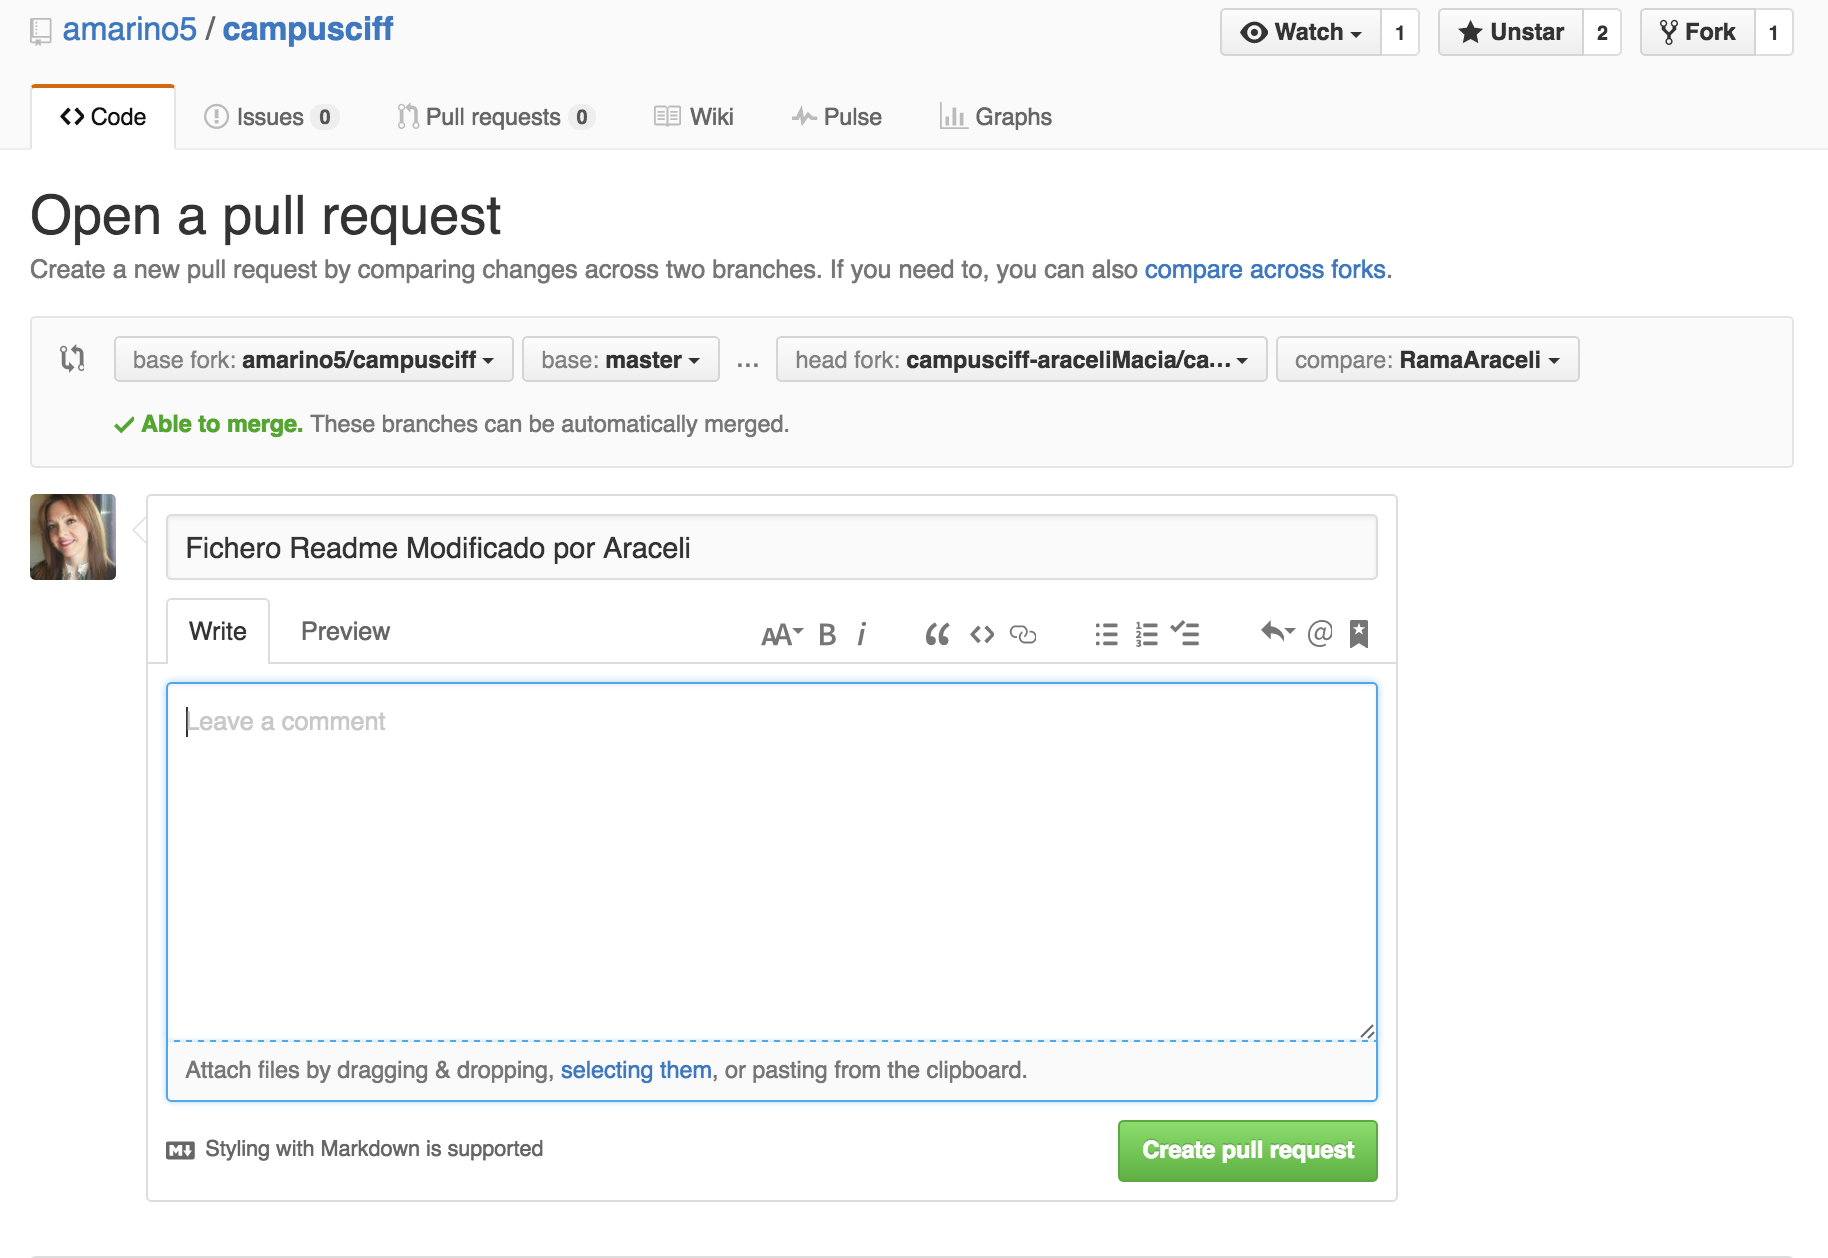 amarino5 / campusciff
Watch 1 Unstar 2 Fork 1
Code Issues 0 Pull requests 0 Wiki Pulse Graphs
Open a pull request
Create a new pull request by comparing changes across two branches. If you need to, you can also compare across forks.
base fork: amarino5/campusciff base: master ... head fork: campusciff-araceliMacia/ca... compare: RamaAraceli
Able to merge. These branches can be automatically merged.
Fichero Readme Modificado por Araceli
Write Preview AA B i “ <> @
Leave a comment
Attach files by dragging & dropping, selecting them, or pasting from the clipboard.
M Styling with Markdown is supported
Create pull request